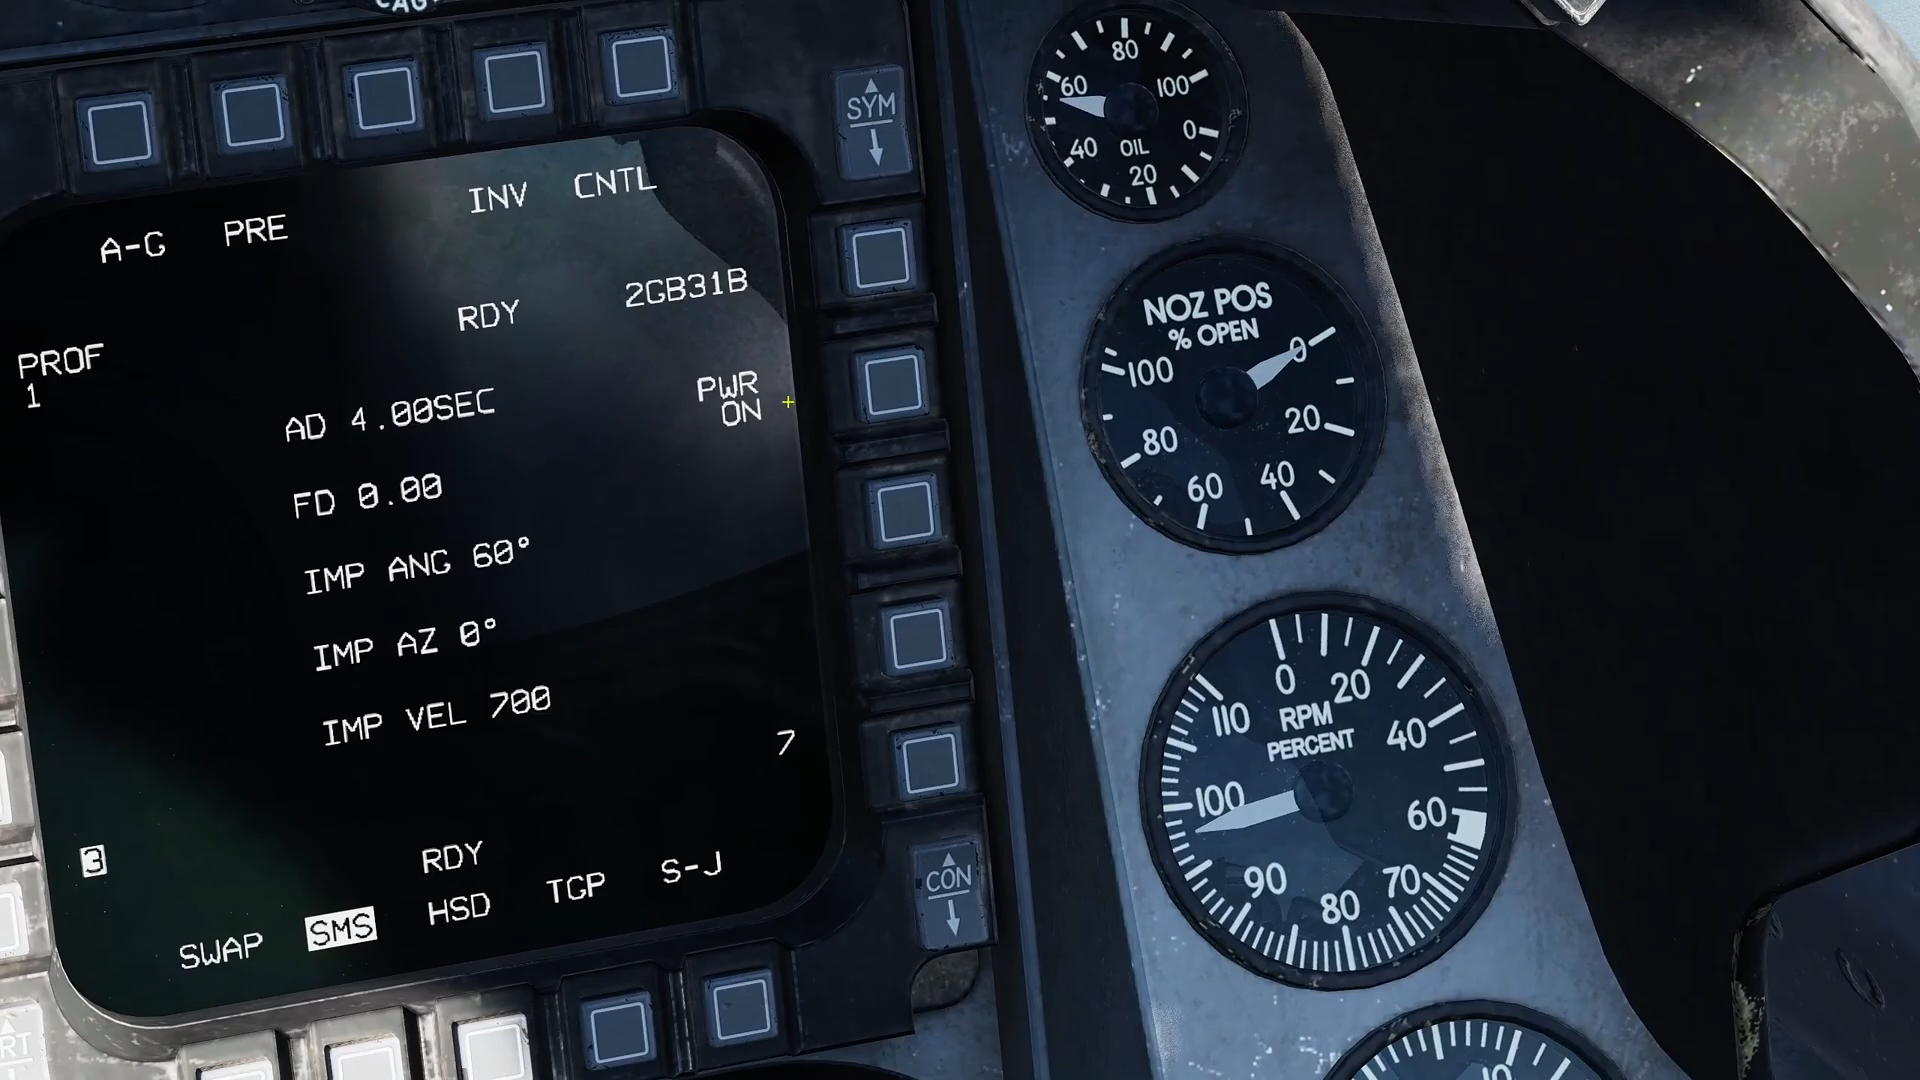 SYM
INV CNTL
A-G PRE
RDY 2GB31B
PROF
1
AD 4.00SEC
PWR
ON
FD 0.00
IMP ANG 60°
IMP AZ 0°
IMP VEL 700
7
3
RDY
SWAP SMS HSD TGP S-J
CON
80
60 100
0
40 OIL
20
NOZ POS
% OPEN
0
100
20
80
40
60
0 20
110 RPM
PERCENT 40
100
60
90 70
80
10